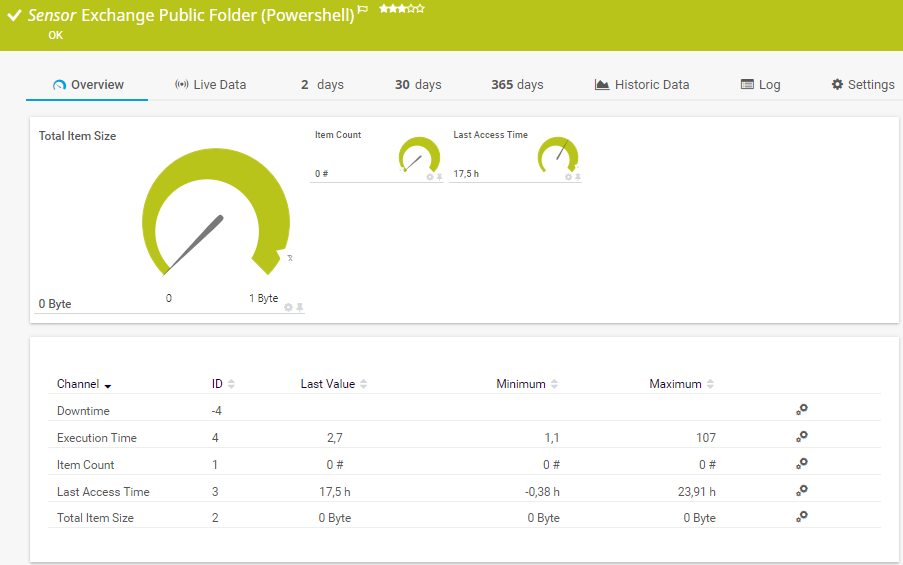 Sensor Exchange Public Folder (Powershell)
OK
Overview Live Data 2 days 30 days 365 days Historic Data Log Settings
Total Item Size
0 1 Byte
0 Byte
Item Count
0 #
Last Access Time
17,5 h
Channel ID Last Value Minimum Maximum
Downtime -4
Execution Time 4 2,7 1,1 107
Item Count 1 0 # 0 # 0 #
Last Access Time 3 17,5 h -0,38 h 23,91 h
Total Item Size 2 0 Byte 0 Byte 0 Byte